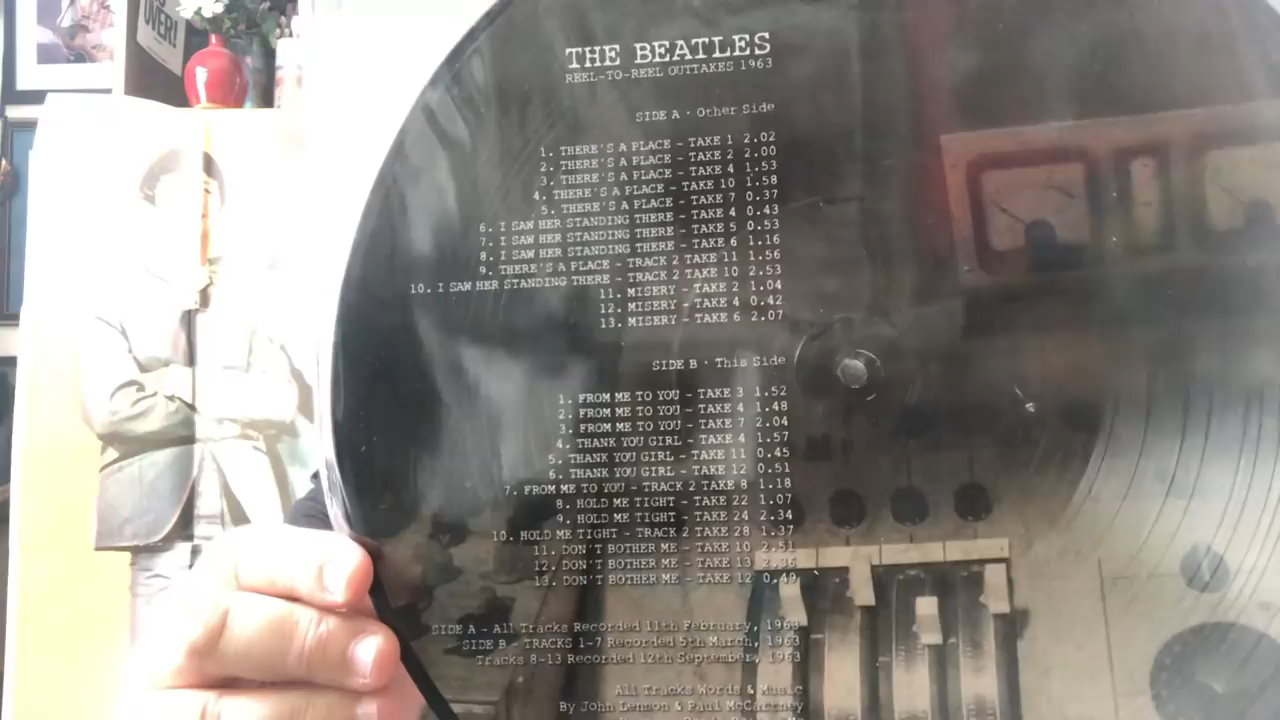 OVER!
THE BEATLES
REEL-TO-REEL OUTTAKES 1963
SIDE A · Other Side
1. THERE'S A PLACE - TAKE 1 2.02
2. THERE'S A PLACE - TAKE 2 2.00
3. THERE'S A PLACE - TAKE 4 1.53
4. THERE'S A PLACE - TAKE 10 1.58
5. THERE'S A PLACE - TAKE 7 0.37
6. I SAW HER STANDING THERE - TAKE 4 0.43
7. I SAW HER STANDING THERE - TAKE 5 0.53
8. I SAW HER STANDING THERE - TAKE 6 1.16
9. THERE'S A PLACE - TRACK 2 TAKE 11 1.56
10. I SAW HER STANDING THERE - TRACK 2 TAKE 10 2.53
11. MISERY - TAKE 2 1.04
12. MISERY - TAKE 4 0.42
13. MISERY - TAKE 6 2.07
SIDE B · This Side
1. FROM ME TO YOU - TAKE 3 1.52
2. FROM ME TO YOU - TAKE 4 1.48
3. FROM ME TO YOU - TAKE 7 2.04
4. THANK YOU GIRL - TAKE 4 1.57
5. THANK YOU GIRL - TAKE 11 0.45
6. THANK YOU GIRL - TAKE 12 0.51
7. FROM ME TO YOU - TRACK 2 TAKE 8 1.18
8. HOLD ME TIGHT - TAKE 22 1.07
9. HOLD ME TIGHT - TAKE 24 2.34
10. HOLD ME TIGHT - TRACK 2 TAKE 28 1.37
11. DON'T BOTHER ME - TAKE 10 2.51
12. DON'T BOTHER ME - TAKE 13 2.36
13. DON'T BOTHER ME - TAKE 12 0.49
SIDE A - All Tracks Recorded 11th February, 1963
SIDE B - TRACKS 1-7 Recorded 5th March, 1963
Tracks 8-13 Recorded 12th September, 1963
All Tracks Words & Music
By John Lennon & Paul McCartney